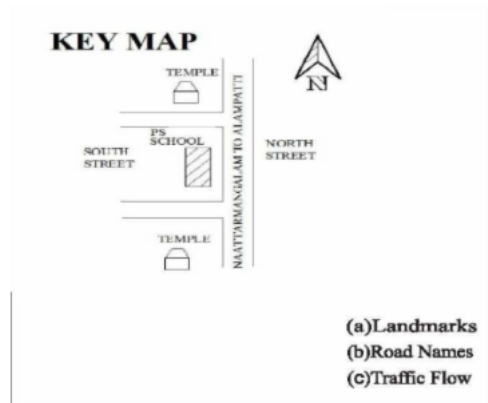 KEY MAP
TEMPLE
N
PS
SCHOOL
SOUTH
STREET
NORTH
STREET
NAATTARMANGALAM TO ALAMPATTI
TEMPLE
(a)Landmarks
(b)Road Names
(c)Traffic Flow